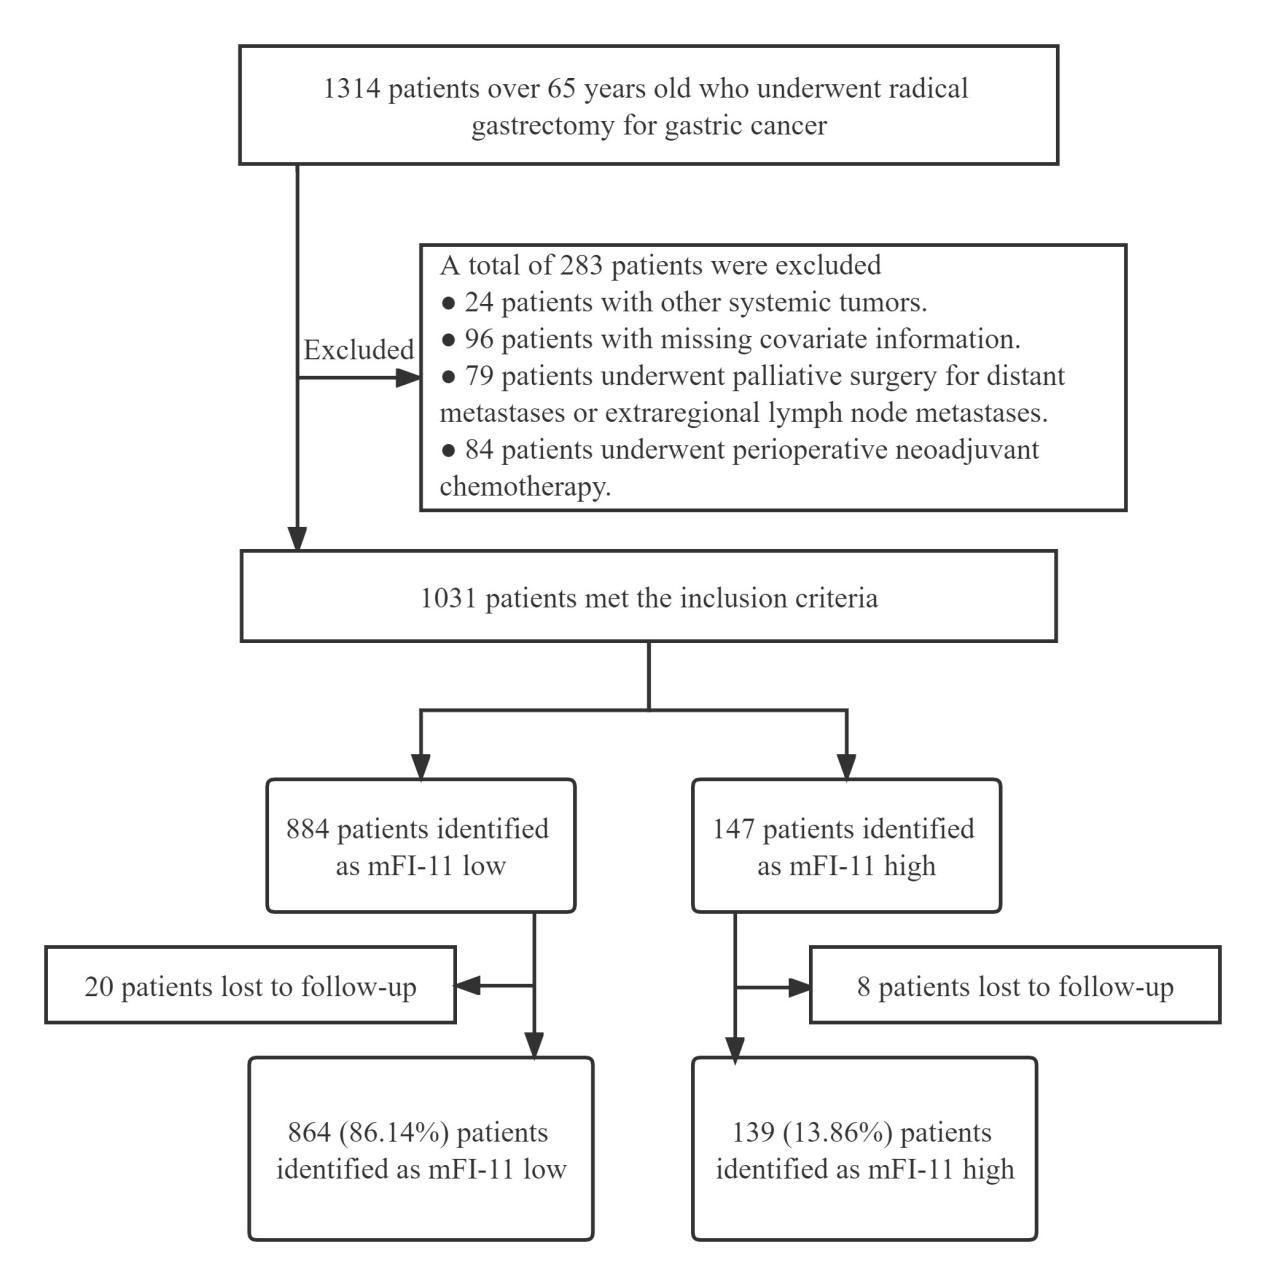 1314 patients over 65 years old who underwent radical
gastrectomy for gastric cancer
A total of 283 patients were excluded
● 24 patients with other systemic tumors.
● 96 patients with missing covariate information.
Excluded
● 79 patients underwent palliative surgery for distant
metastases or extraregional lymph node metastases.
● 84 patients underwent perioperative neoadjuvant
chemotherapy.
1031 patients met the inclusion criteria
884 patients identified
as mFI-11 low
147 patients identified
as mFI-11 high
20 patients lost to follow-up
8 patients lost to follow-up
864 (86.14%) patients
identified as mFI-11 low
139 (13.86%) patients
identified as mFI-11 high